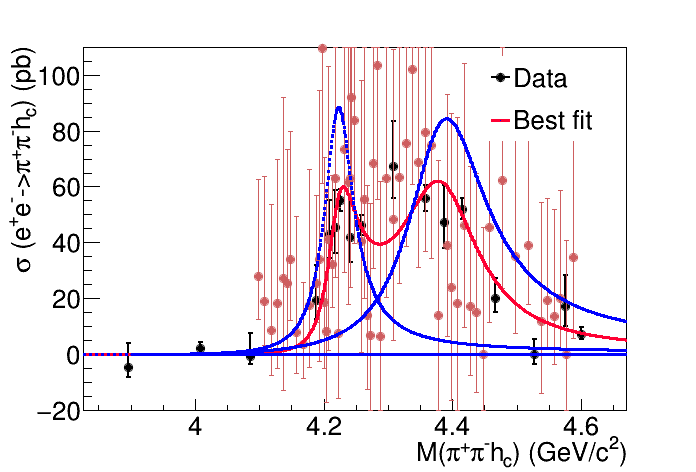 σ (e⁺e⁻->π⁺π⁻h_c) (pb)
100
80
60
40
20
0
−20
Data
Best fit
4
4.2
4.4
4.6
M(π⁺π⁻h_c) (GeV/c²)